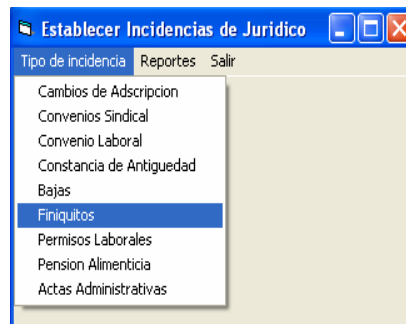 Establecer Incidencias de Juridico
Tipo de incidencia Reportes Salir
Cambios de Adscripcion
Convenios Sindical
Convenio Laboral
Constancia de Antiguedad
Bajas
Finiquitos
Permisos Laborales
Pension Alimenticia
Actas Administrativas